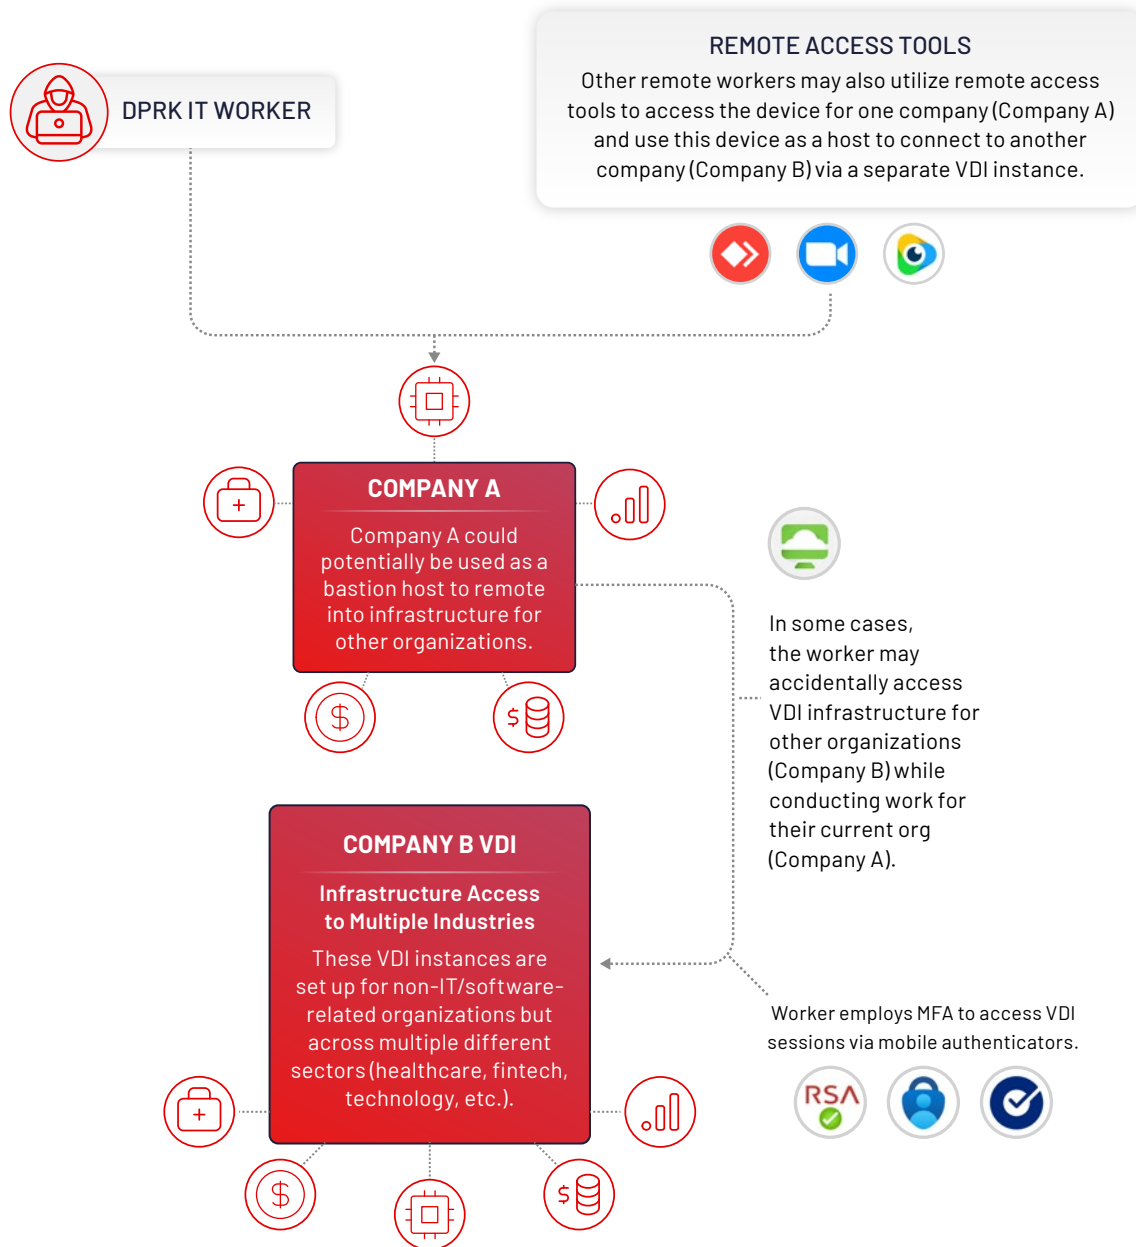 REMOTE ACCESS TOOLS
Other remote workers may also utilize remote access
tools to access the device for one company (Company A)
and use this device as a host to connect to another
company (Company B) via a separate VDI instance.
DPRK IT WORKER
COMPANY A
Company A could
potentially be used as a
bastion host to remote
into infrastructure for
other organizations.
$
$
In some cases,
the worker may
accidentally access
VDI infrastructure for
other organizations
(Company B) while
conducting work for
their current org
(Company A).
COMPANY B VDI
Infrastructure Access
to Multiple Industries
These VDI instances are
set up for non-IT/software-
related organizations but
across multiple different
sectors (healthcare, fintech,
technology, etc.).
Worker employs MFA to access VDI
sessions via mobile authenticators.
RSA
$
$